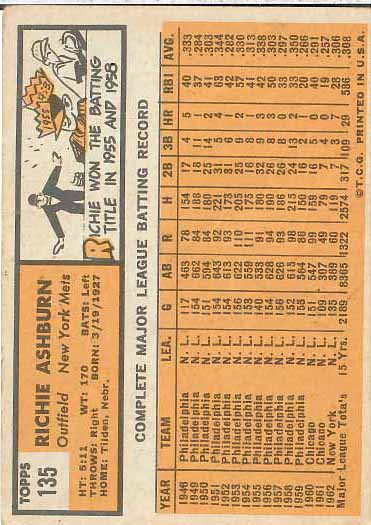 TOPPS
135
RICHIE ASHBURN
Outfield New York Mets
HT: 5:11 WT: 170 BATS: Left
THROWS: Right BORN: 3/19/1927
HOME: Tilden, Nebr.
1955 1958
RICHIE WON THE BATTING
TITLE IN 1955 AND 1958
COMPLETE MAJOR LEAGUE BATTING RECORD
YEAR TEAM LEA. G AB R H 2B 3B HR RBI AVG.
1948 Philadelphia N. L. 117 463 78 154 17 4 2 40 .333
1949 Philadelphia N. L. 154 662 84 188 18 11 1 37 .284
1950 Philadelphia N. L. 151 594 84 180 25 14 2 41 .303
1951 Philadelphia N. L. 154 643 92 221 31 5 4 63 .344
1952 Philadelphia N. L. 154 613 93 173 31 6 1 42 .282
1953 Philadelphia N. L. 156 622 110 205 25 9 2 57 .330
1954 Philadelphia N. L. 153 559 111 175 16 8 1 41 .313
1955 Philadelphia N. L. 140 533 91 180 32 9 3 42 .338
1956 Philadelphia N. L. 154 628 94 190 26 8 3 50 .303
1957 Philadelphia N. L. 156 626 93 186 26 8 0 33 .297
1958 Philadelphia N. L. 152 615 98 215 24 13 2 33 .350
1959 Philadelphia N. L. 153 564 86 150 16 2 1 20 .266
1960 Chicago N. L. 151 547 99 159 16 5 0 40 .291
1961 Chicago N. L. 109 307 49 79 7 4 0 19 .257
1962 New York N. L. 135 389 60 119 7 3 7 28 .306
Major League Total's 15 Yrs. 2189 8365 1322 2574 317 109 29 586 .308
© T.C.G. PRINTED IN U.S.A.